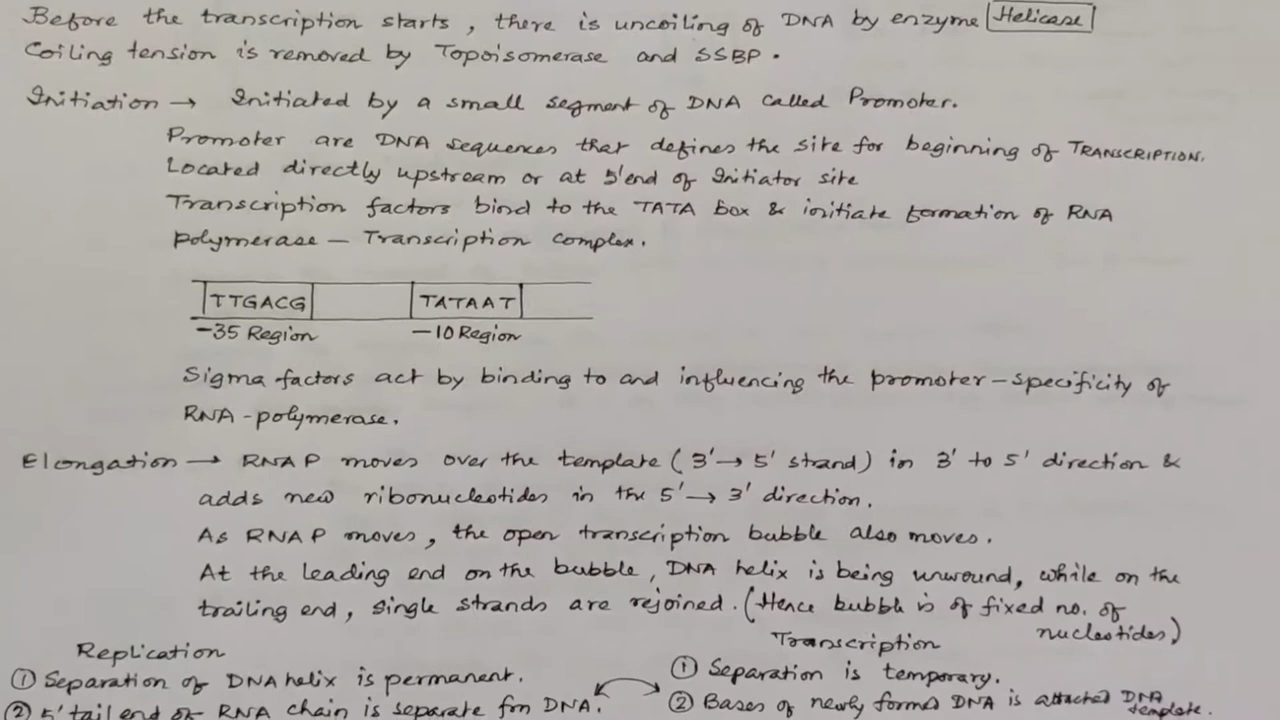 Before the transcription starts, there is uncoiling of DNA by enzyme Helicase
Coiling tension is removed by Topoisomerase and SSBP.
Initiation → Initiated by a small segment of DNA called Promoter.
Promoter are DNA sequences that defines the site for beginning of TRANSCRIPTION.
Located directly upstream or at 5' end of Initiator site
Transcription factors bind to the TATA box & initiate formation of RNA
polymerase – Transcription complex.
TTGACG TATAAT
-35 Region -10 Region
Sigma factors act by binding to and influencing the promoter-specificity of
RNA-polymerase.
Elongation → RNAP moves over the template (3'→5' strand) in 3' to 5' direction &
adds new ribonucleotides in the 5'→3' direction.
As RNAP moves, the open transcription bubble also moves.
At the leading end on the bubble, DNA helix is being unwound, while on the
trailing end, single strands are rejoined. (Hence bubble is of fixed no. of
nucleotides)
Replication Transcription
① Separation of DNA helix is permanent. ① Separation is temporary.
② 5' tail end of RNA chain is separate frm DNA. ② Bases of newly formed DNA is attached DNA template.